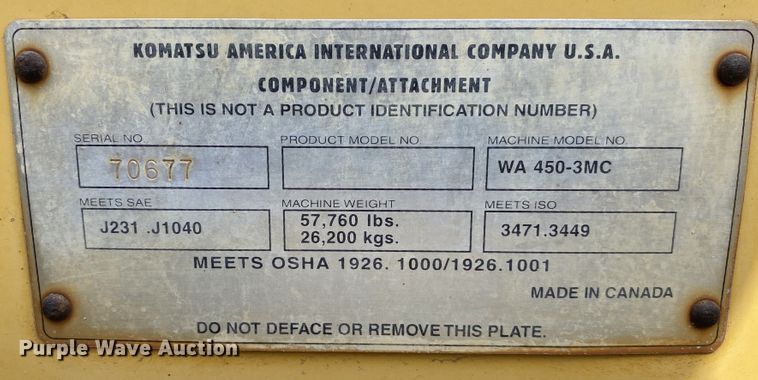 KOMATSU AMERICA INTERNATIONAL COMPANY U.S.A.
COMPONENT/ATTACHMENT
(THIS IS NOT A PRODUCT IDENTIFICATION NUMBER)
SERIAL NO. PRODUCT MODEL NO. MACHINE MODEL NO.
70677 WA 450-3MC
MEETS SAE MACHINE WEIGHT MEETS ISO
J231 .J1040 57,760 lbs. 3471.3449
26,200 kgs.
MEETS OSHA 1926. 1000/1926.1001
MADE IN CANADA
DO NOT DEFACE OR REMOVE THIS PLATE.
Purple Wave Auction